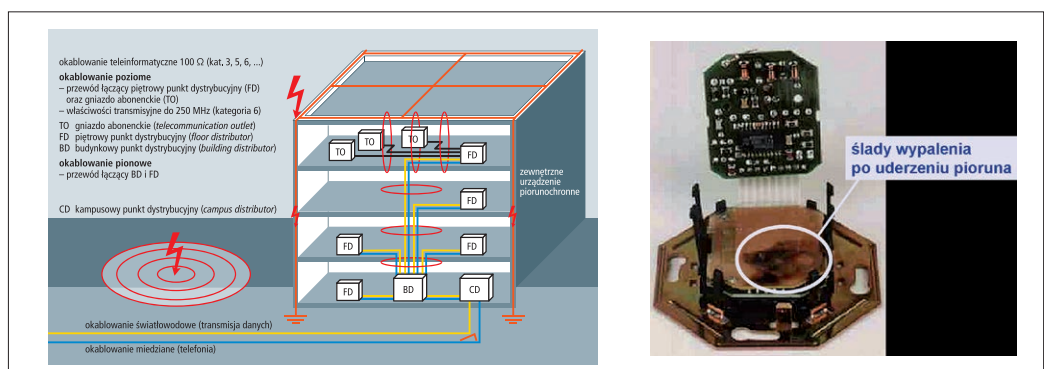 okablowanie teleinformatyczne 100 Ω (kat, 3, 5, 6, ...)
okablowanie poziome
– przewód łączący piętrowy punkt dystrybucyjny (FD)
oraz gniazdo abonenckie (TO)
– właściwości transmisyjne do 250 MHz (kategoria 6)
TO gniazdo abonenckie (telecommunication outlet)
FD piętrowy punkt dystrybucyjny (floor distributor)
BD budynkowy punkt dystrybucyjny (building distributor)
okablowanie pionowe
– przewód łączący BD i FD
CD kampusowy punkt dystrybucyjny (campus distributor)
TO
TO
TO
FD
FD
FD
FD
FD
BD
CD
zewnętrzne
urządzenie
piorunochronne
okablowanie światłowodowe (transmisja danych)
okablowanie miedziane (telefonia)
ślady wypalenia
po uderzeniu pioruna